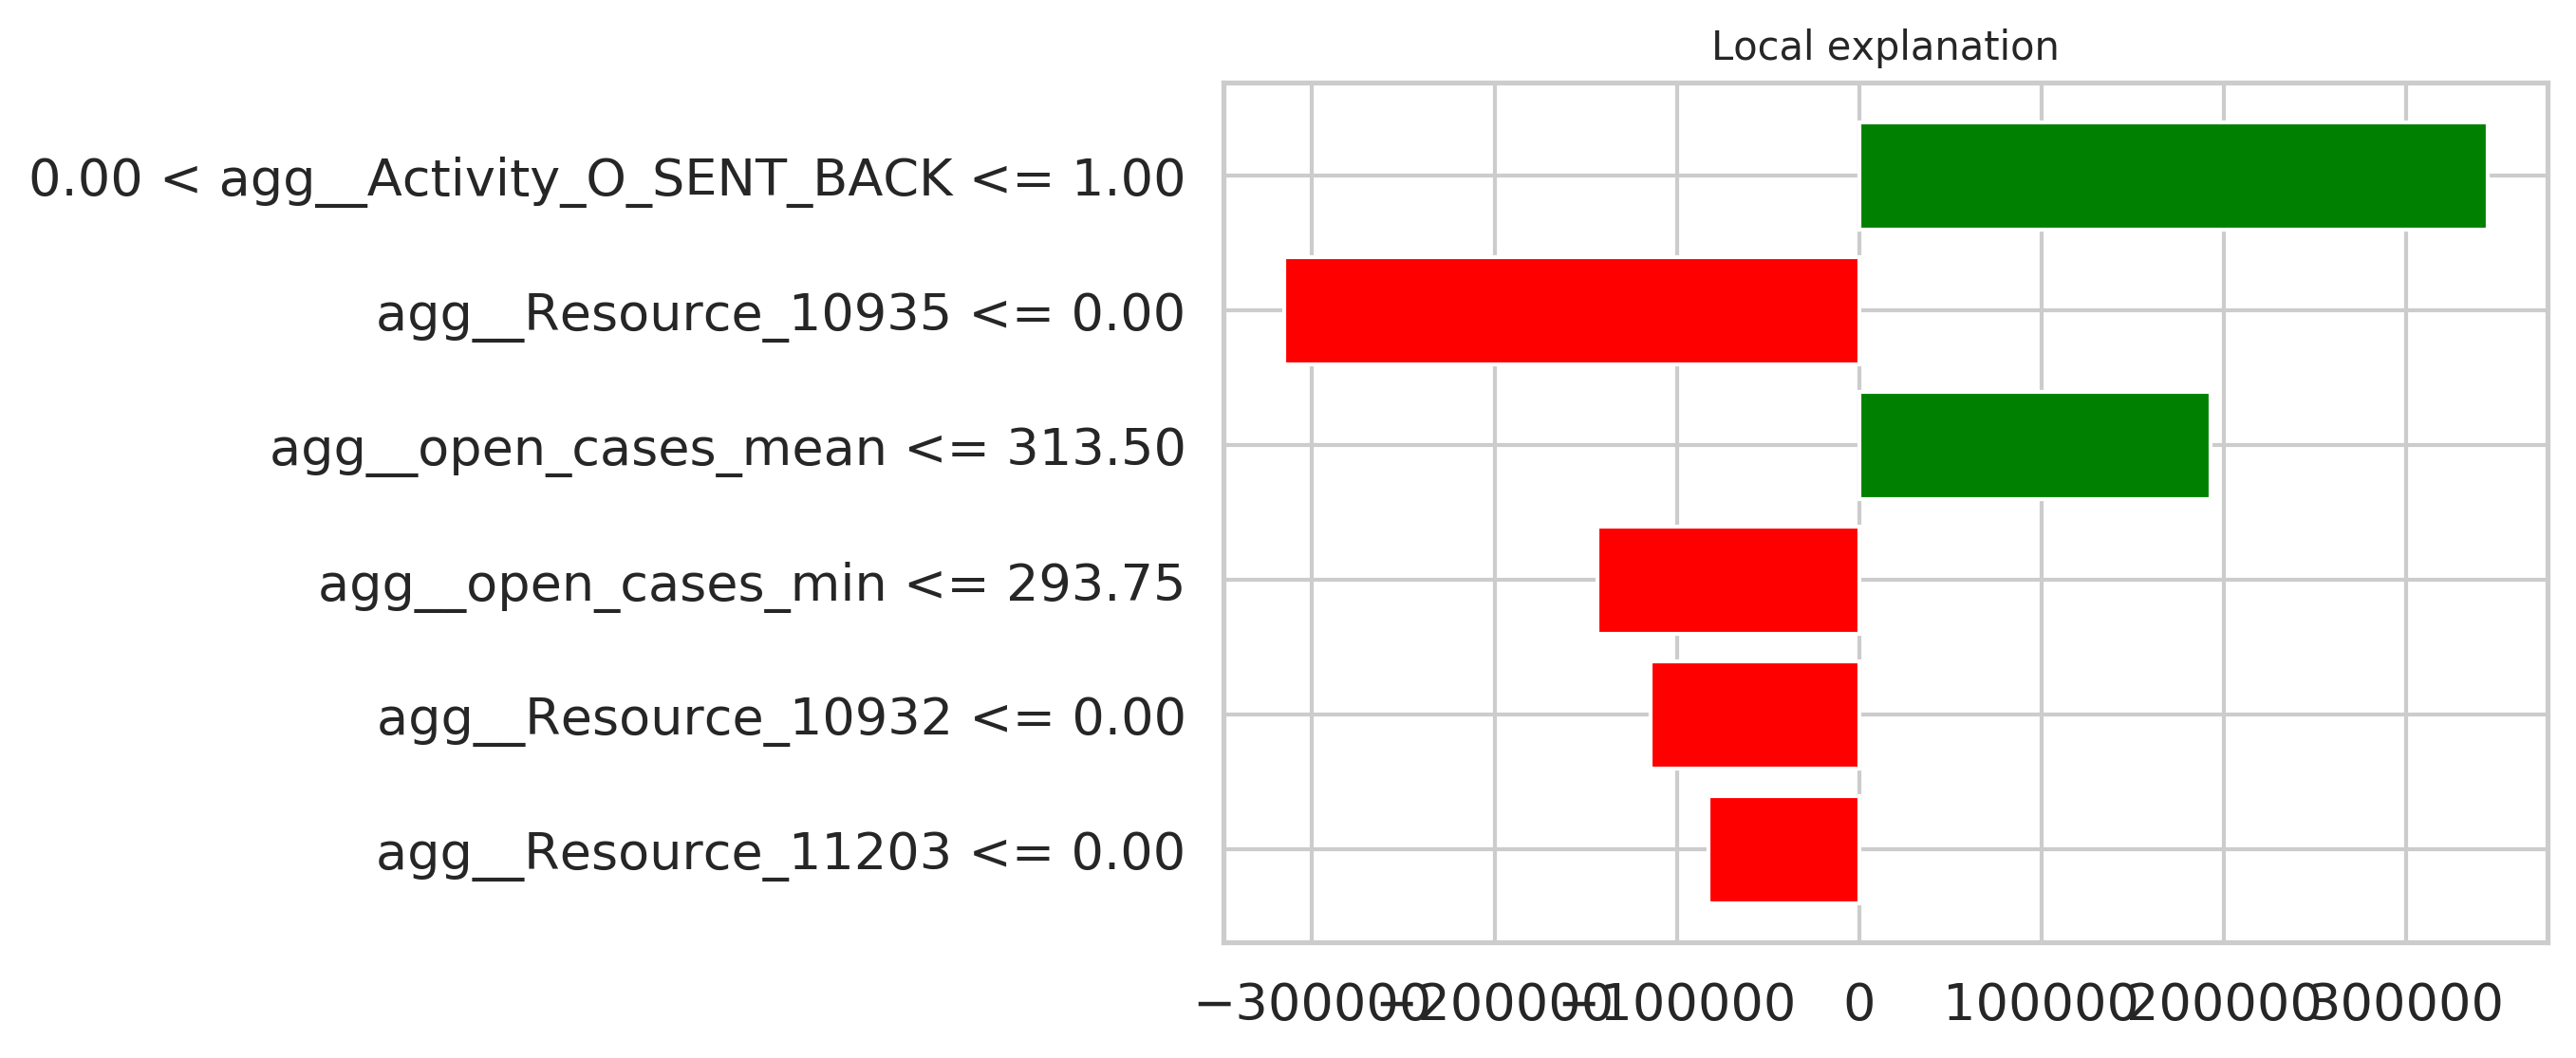 Local explanation
0.00 < agg__Activity_O_SENT_BACK <= 1.00
agg__Resource_10935 <= 0.00
agg__open_cases_mean <= 313.50
agg__open_cases_min <= 293.75
agg__Resource_10932 <= 0.00
agg__Resource_11203 <= 0.00
−300000 −200000 −100000 0 100000 200000 300000